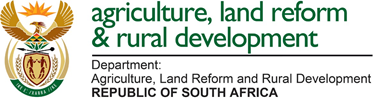 agriculture, land reform
& rural development
Department:
Agriculture, Land Reform and Rural Development
REPUBLIC OF SOUTH AFRICA